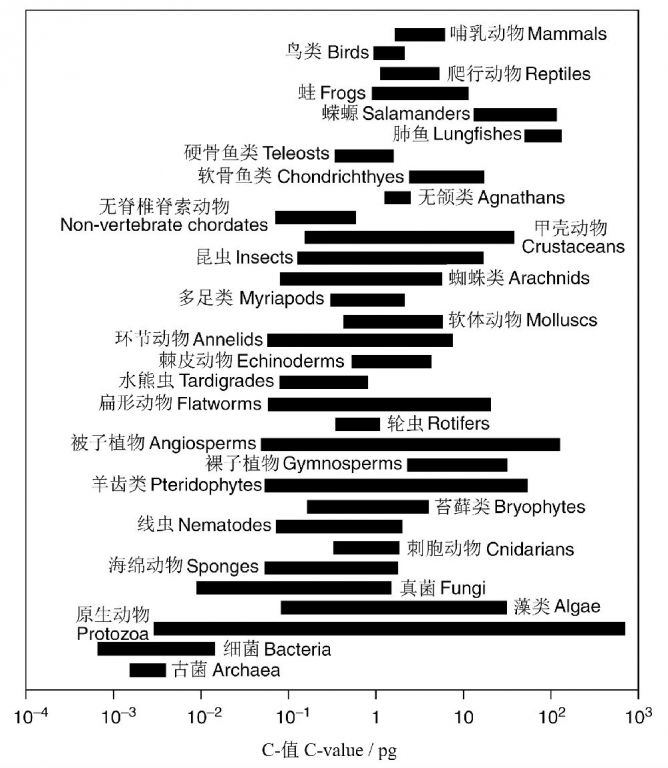 哺乳动物 Mammals
鸟类 Birds
爬行动物 Reptiles
蛙 Frogs
蝾螈 Salamanders
肺鱼 Lungfishes
硬骨鱼类 Teleosts
软骨鱼类 Chondrichthyes
无颌类 Agnathans
无脊椎脊索动物
Non-vertebrate chordates
甲壳动物
Crustaceans
昆虫 Insects
蜘蛛类 Arachnids
多足类 Myriapods
软体动物 Molluscs
环节动物 Annelids
棘皮动物 Echinoderms
水熊虫 Tardigrades
扁形动物 Flatworms
轮虫 Rotifers
被子植物 Angiosperms
裸子植物 Gymnosperms
羊齿类 Pteridophytes
苔藓类 Bryophytes
线虫 Nematodes
刺胞动物 Cnidarians
海绵动物 Sponges
真菌 Fungi
藻类 Algae
原生动物
Protozoa
细菌 Bacteria
古菌 Archaea
10⁻⁴ 10⁻³ 10⁻² 10⁻¹ 1 10 10² 10³
C-值 C-value / pg